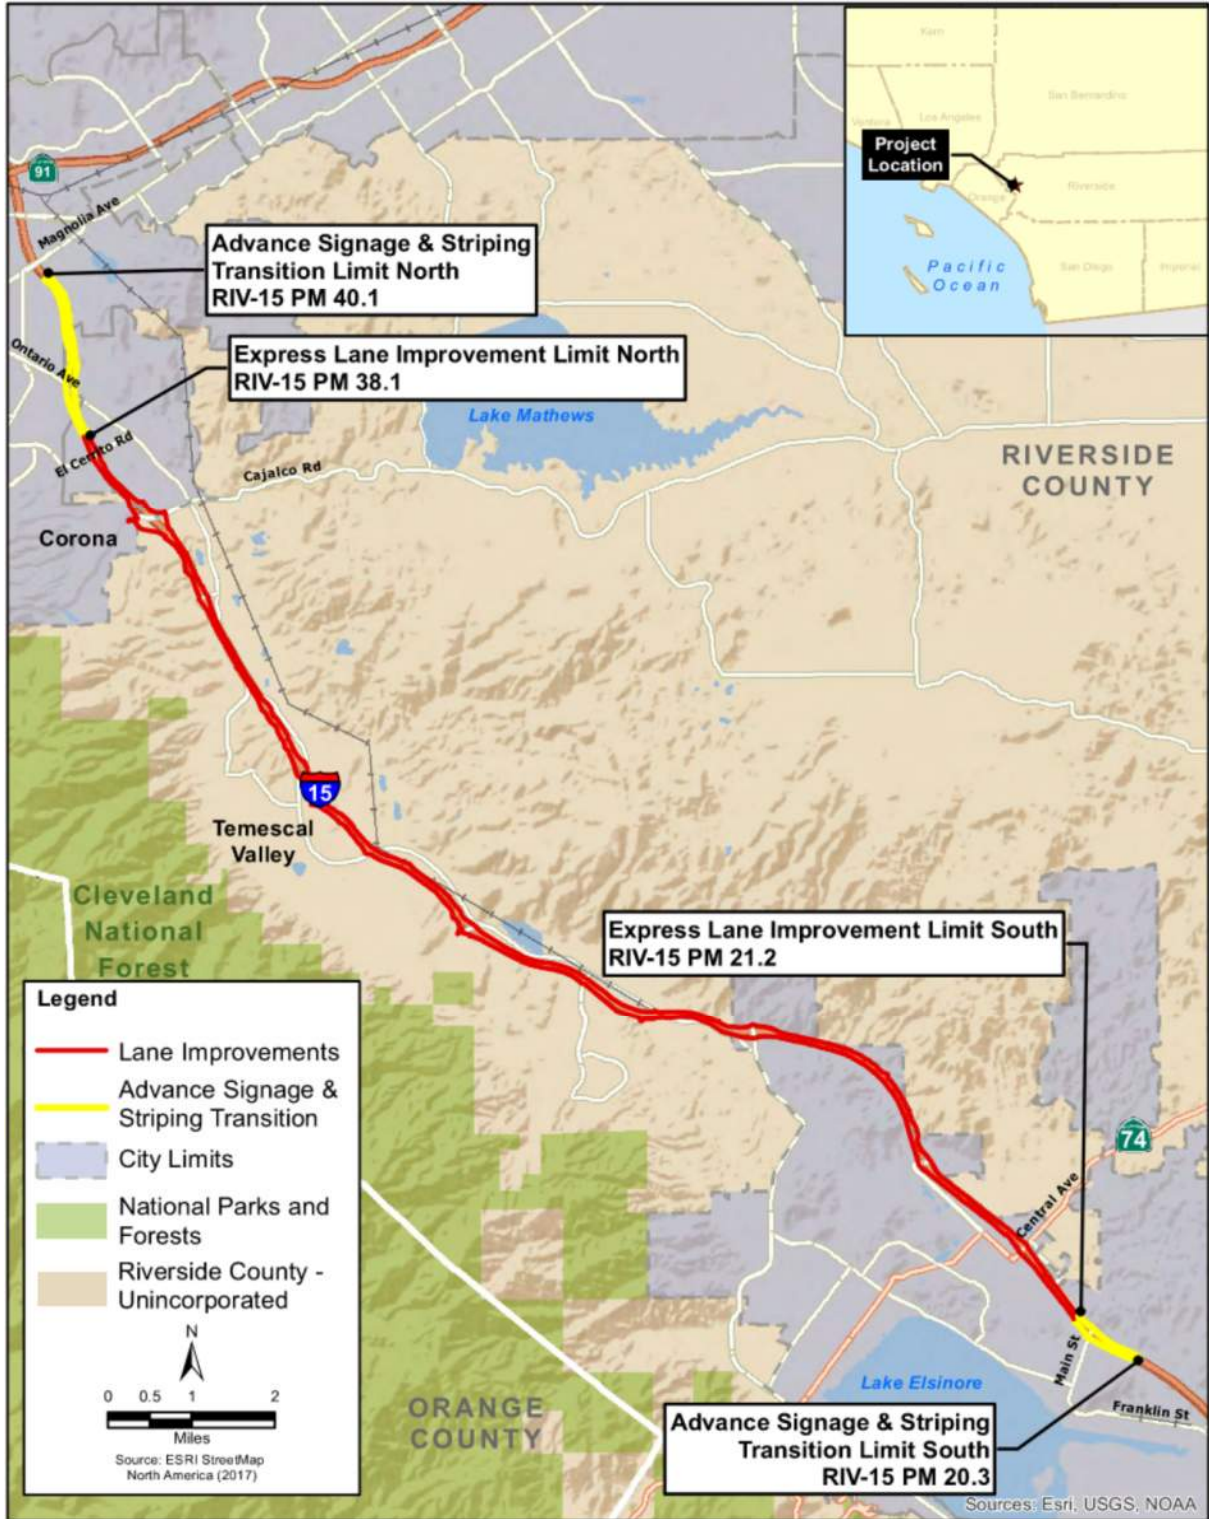 Kern
San Bernardino
Ventura
Los Angeles
Project
Location
Riverside
Orange
Pacific
Ocean
San Diego
Imperial
91
Magnolia Ave
Advance Signage & Striping
Transition Limit North
RIV-15 PM 40.1
Ontario Ave
Express Lane Improvement Limit North
RIV-15 PM 38.1
Lake Mathews
El Cerrito Rd
Cajalco Rd
RIVERSIDE
COUNTY
Corona
15
Temescal
Valley
Cleveland
National
Forest
Express Lane Improvement Limit South
RIV-15 PM 21.2
Legend
Lane Improvements
Advance Signage &
Striping Transition
City Limits
National Parks and
Forests
Riverside County -
Unincorporated
N
0 0.5 1 2
Miles
Source: ESRI StreetMap
North America (2017)
74
Central Ave
Main St
Lake Elsinore
Franklin St
ORANGE
COUNTY
Advance Signage & Striping
Transition Limit South
RIV-15 PM 20.3
Sources: Esri, USGS, NOAA